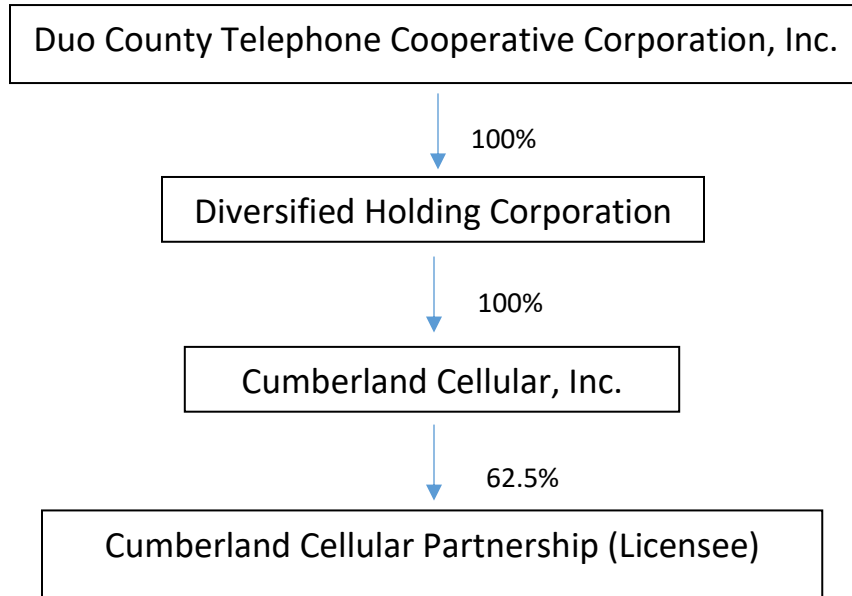 Duo County Telephone Cooperative Corporation, Inc.
100%
Diversified Holding Corporation
100%
Cumberland Cellular, Inc.
62.5%
Cumberland Cellular Partnership (Licensee)